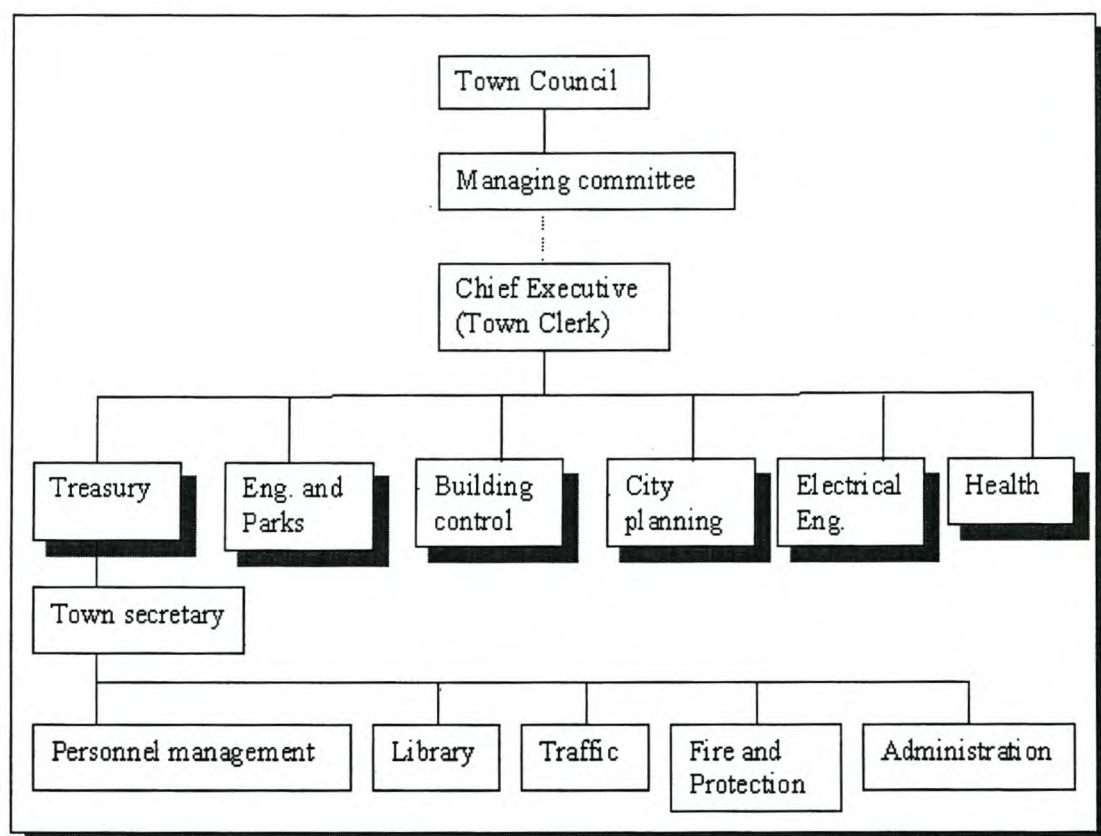 Town Council
Managing committee
Chief Executive
(Town Clerk)
Treasury
Eng. and
Parks
Building
control
City
planning
Electrical
Eng.
Health
Town secretary
Personnel management
Library
Traffic
Fire and
Protection
Administration